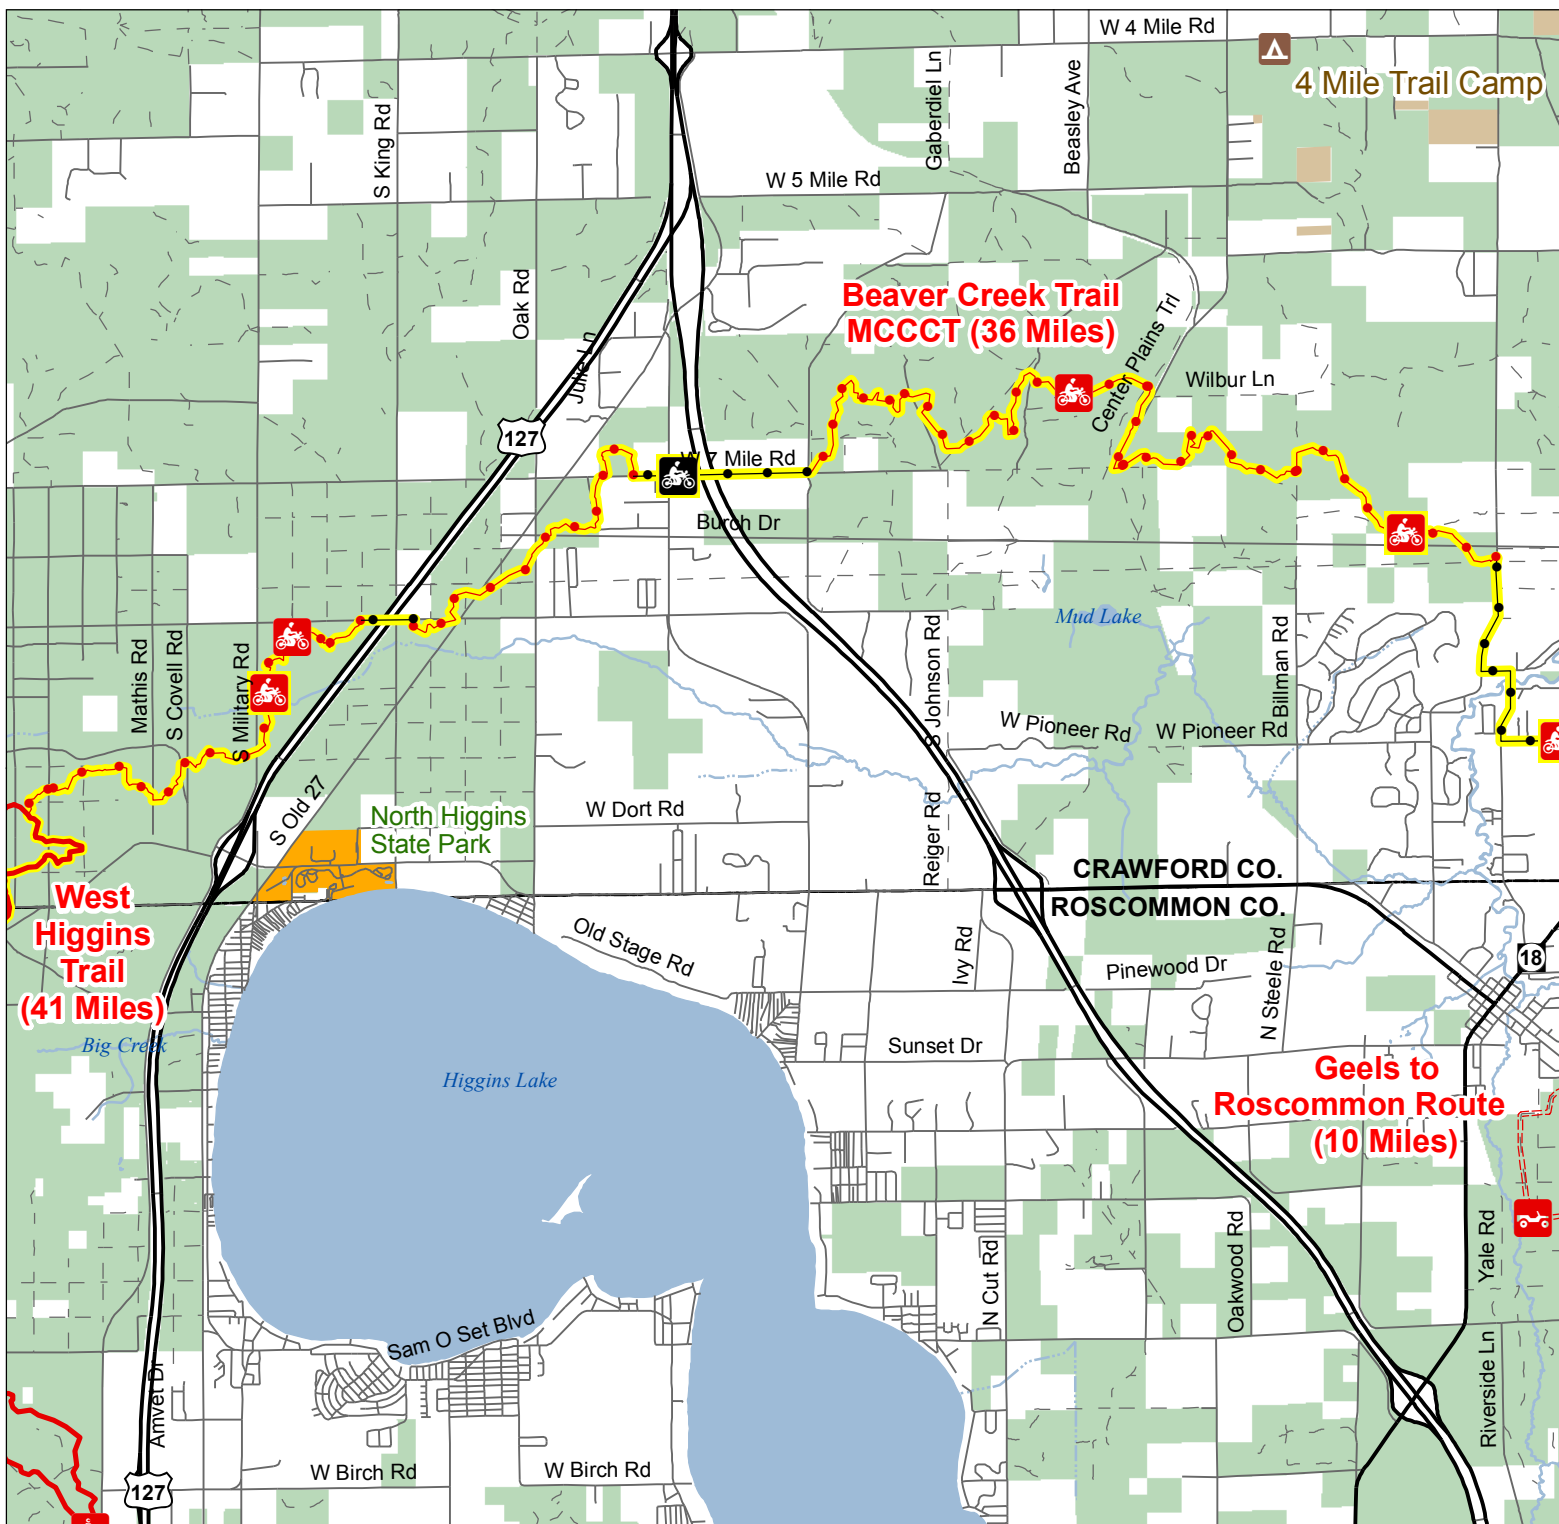 W 4 Mile Rd
4 Mile Trail Camp
Gaberdiel Ln
Beasley Ave
S King Rd
W 5 Mile Rd
Oak Rd
Julie Ln
Beaver Creek Trail
MCCCT (36 Miles)
Center Plains Trl
Wilbur Ln
127
W 7 Mile Rd
Burch Dr
Mud Lake
Mathis Rd
S Covell Rd
S Military Rd
S Johnson Rd
Billman Rd
W Pioneer Rd
W Pioneer Rd
S Old 27
North Higgins
State Park
W Dort Rd
Reiger Rd
CRAWFORD CO.
ROSCOMMON CO.
West
Higgins
Trail
(41 Miles)
Old Stage Rd
Ivy Rd
Pinewood Dr
N Steele Rd
18
Big Creek
Higgins Lake
Sunset Dr
Geels to
Roscommon Route
(10 Miles)
N Cut Rd
Oakwood Rd
Yale Rd
Sam O Set Blvd
Amvet Dr
Riverside Ln
W Birch Rd
W Birch Rd
127